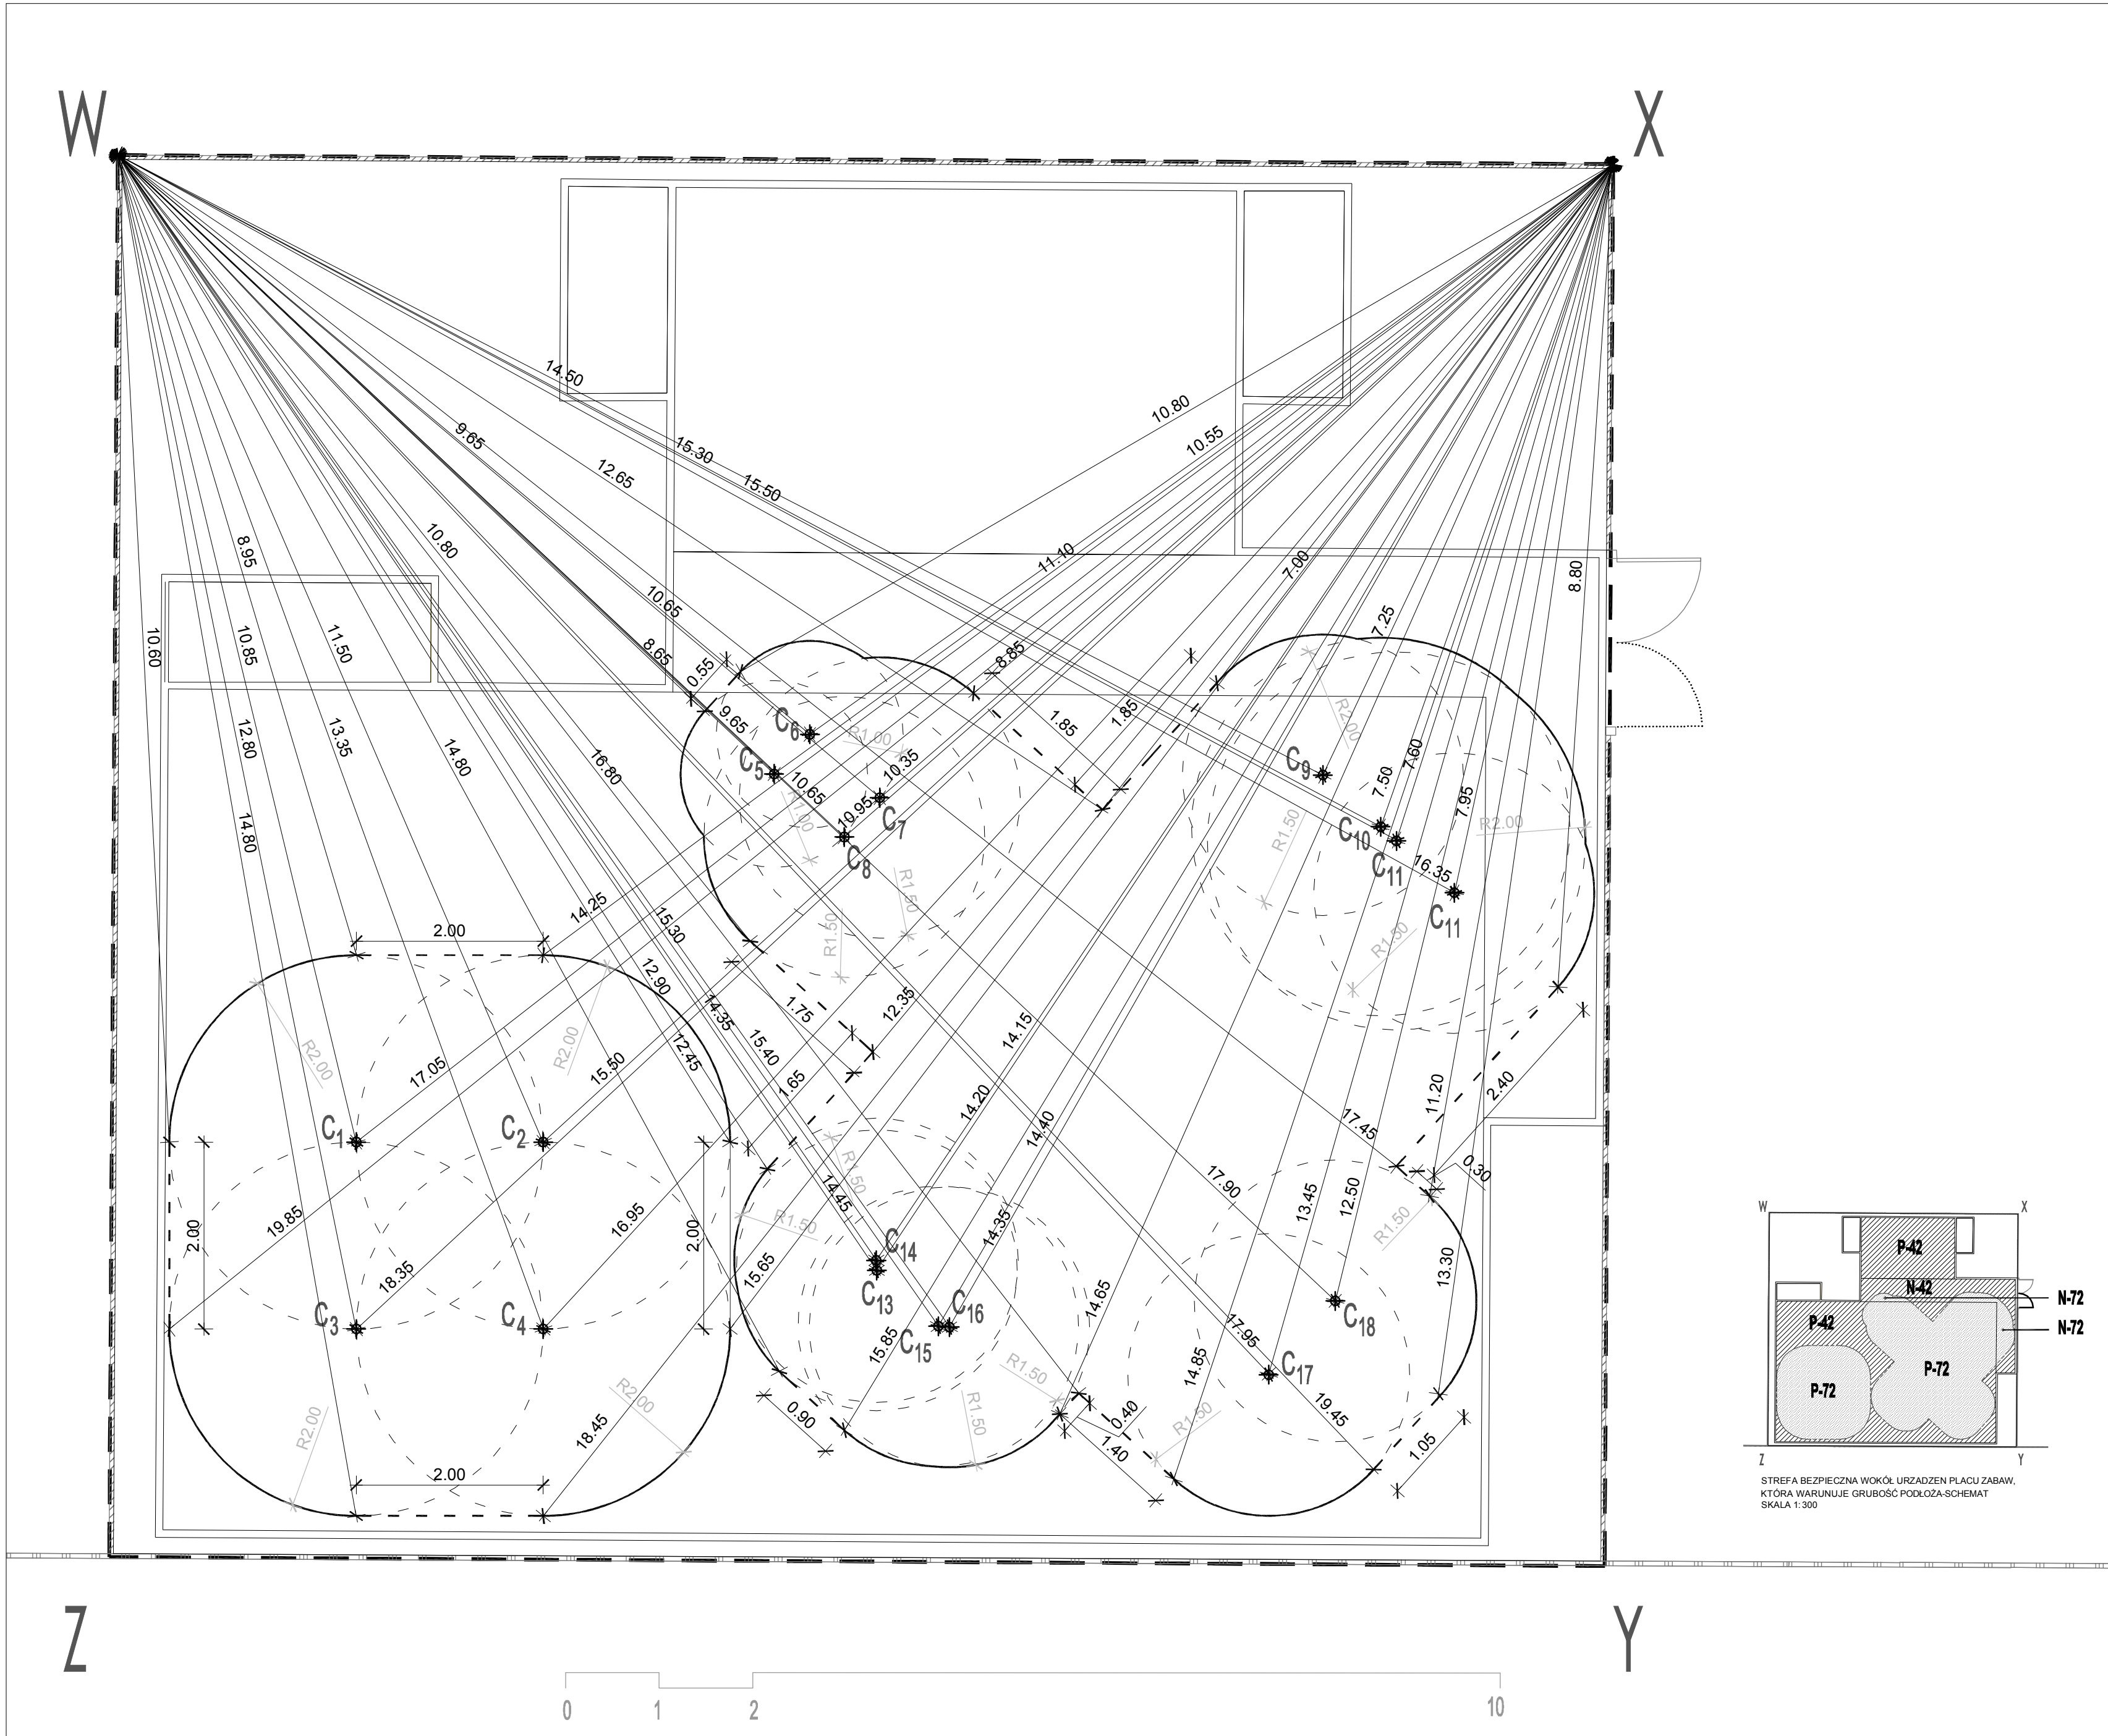 W
X
14.50
10.80
9.65
15.30
10.55
12.65
15.50
10.80
8.95
11.10
7.00
8.80
10.65
10.60
10.85
11.50
8.65
7.25
0.55
8.85
9.65
C6
R1.00
1.85
1.85
R2.00
12.80
13.35
14.80
16.80
C5
10.65
10.35
C9
7.50
7.60
R1.00
10.95
C7
7.95
14.80
C8
R1.50
C10
C11
R2.00
16.35
14.25
15.30
R1.50
R1.50
C11
R1.50
2.00
12.90
14.35
1.75
12.35
14.15
R2.00
R2.00
17.05
15.50
12.45
15.40
1.65
14.20
11.20
2.40
C1
C2
14.40
17.45
R1.50
0.30
19.85
2.00
16.95
2.00
14.45
R1.50
14.35
17.90
13.45
12.50
R1.50
W
X
P-42
C14
18.35
15.65
13.30
N-42
N-72
C3
C4
C13
C16
14.65
C18
P-42
N-72
C15
15.85
17.95
14.85
C17
P-72
P-72
R2.00
R1.50
R2.00
0.90
R1.50
0.40
1.40
R1.50
19.45
1.05
18.45
2.00
Z
Y
STREFA BEZPIECZNA WOKÓŁ URZADZEN PLACU ZABAW,
KTÓRA WARUNUJE GRUBOŚĆ PODŁOŻA-SCHEMAT
SKALA 1:300
Z
Y
0
1
2
10